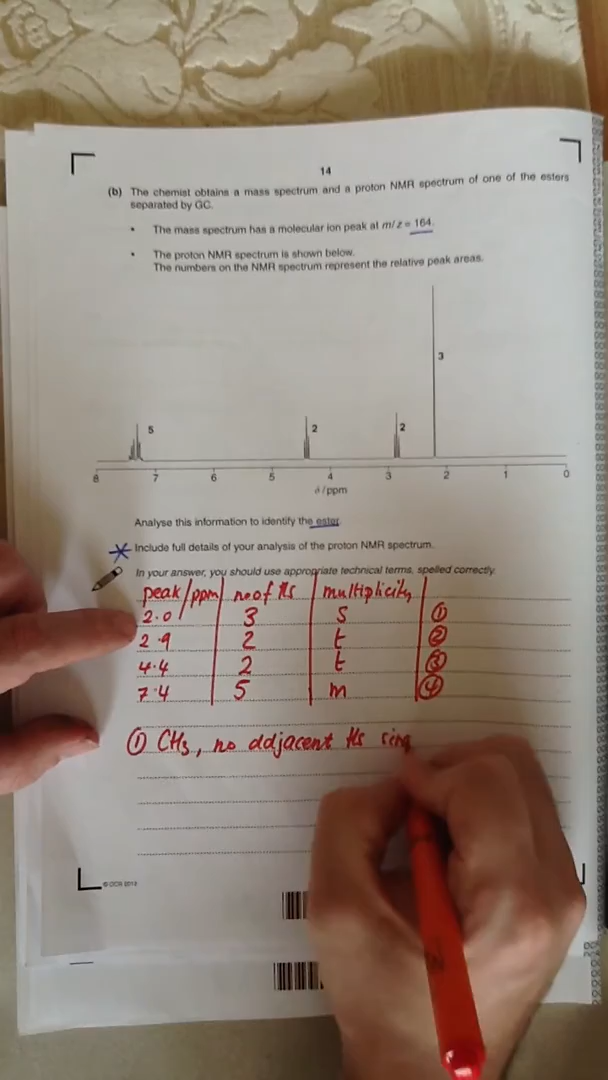 14
(b) The chemist obtains a mass spectrum and a proton NMR spectrum of one of the esters
separated by GC.
• The mass spectrum has a molecular ion peak at m/z = 164.
• The proton NMR spectrum is shown below.
The numbers on the NMR spectrum represent the relative peak areas.
3
5 2 2
8 7 6 5 4 3 2 1 0
δ/ppm
Analyse this information to identify the ester.
Include full details of your analysis of the proton NMR spectrum.
In your answer, you should use appropriate technical terms, spelled correctly.
peak/ppm no of Hs multiplicity
2.0 3 s ①
2.9 2 t ②
4.4 2 t ③
7.4 5 m ④
① CH3, no adjacent Hs sing
© OCR 2013